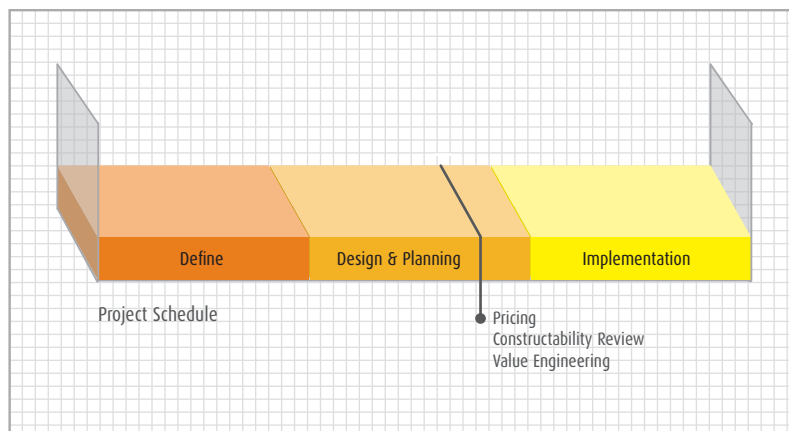 Define
Design & Planning
Implementation
Project Schedule
Pricing
Constructability Review
Value Engineering